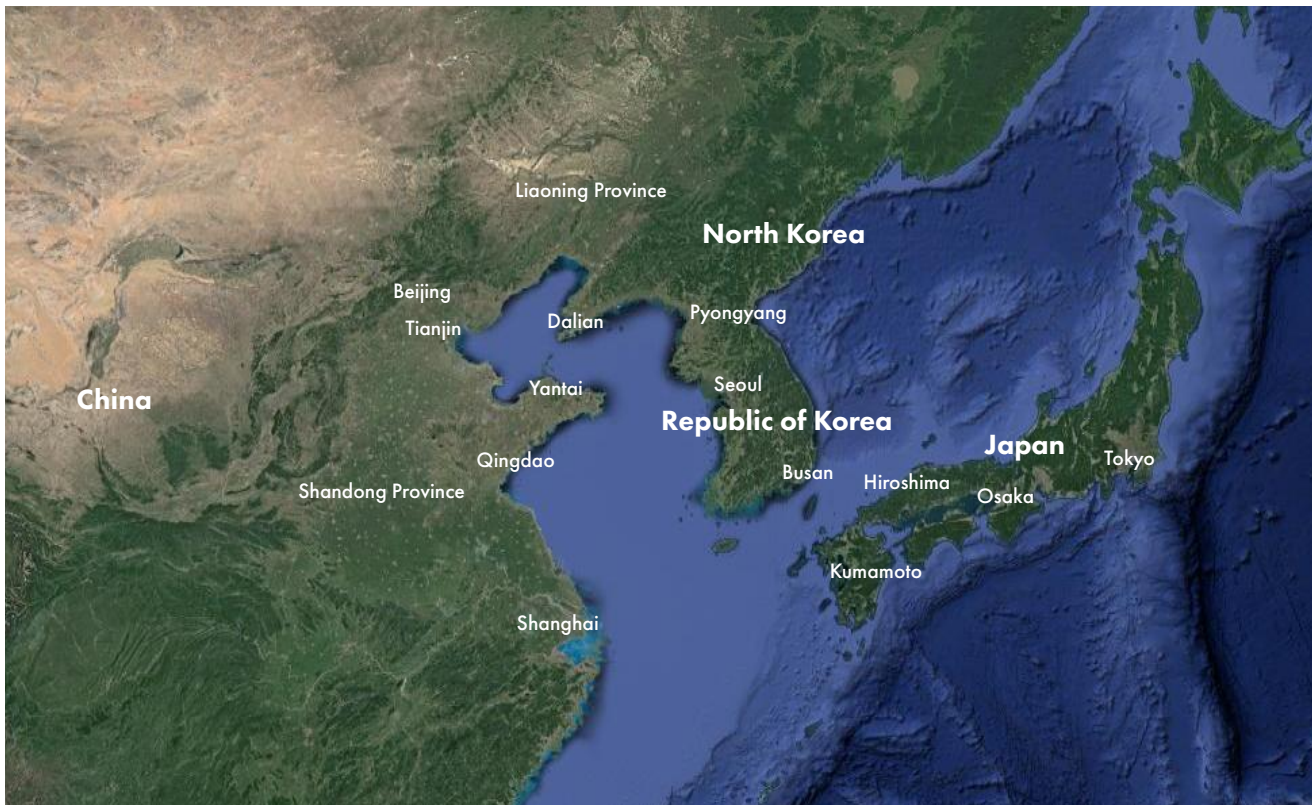 Liaoning Province
North Korea
Beijing
Pyongyang
Tianjin
Dalian
Seoul
Yantai
China
Republic of Korea
Japan
Tokyo
Qingdao
Busan
Hiroshima
Shandong Province
Osaka
Kumamoto
Shanghai